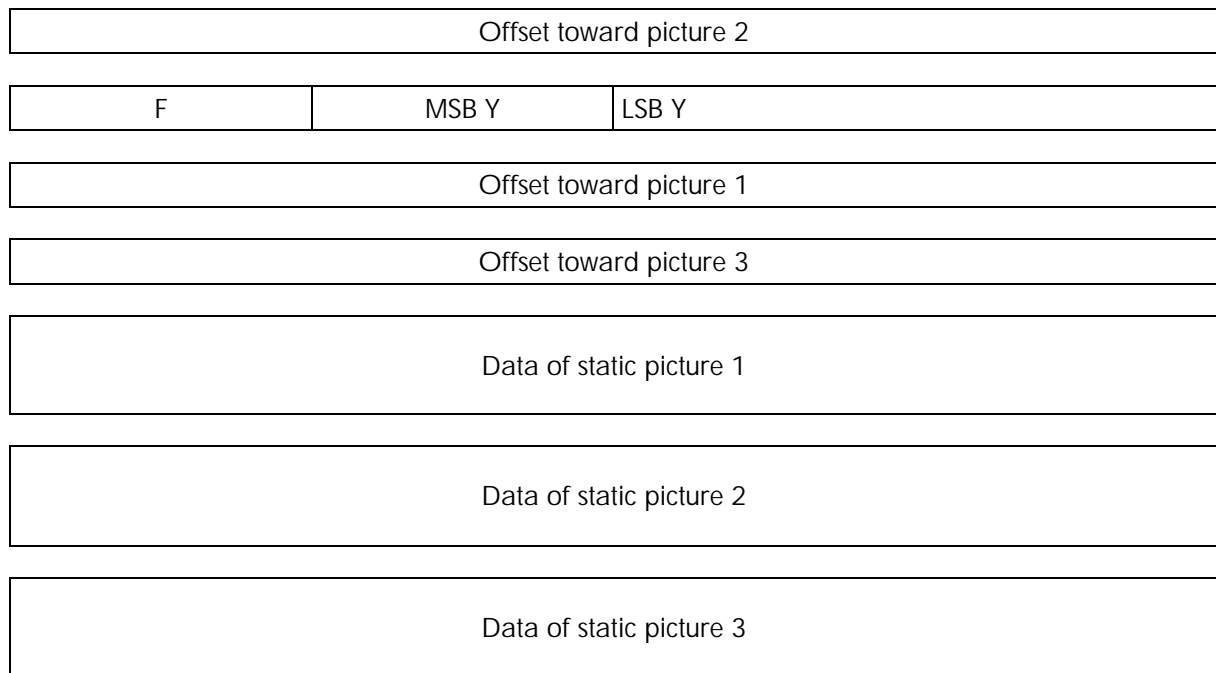 Offset toward picture 2
F MSB Y LSB Y
Offset toward picture 1
Offset toward picture 3
Data of static picture 1
Data of static picture 2
Data of static picture 3